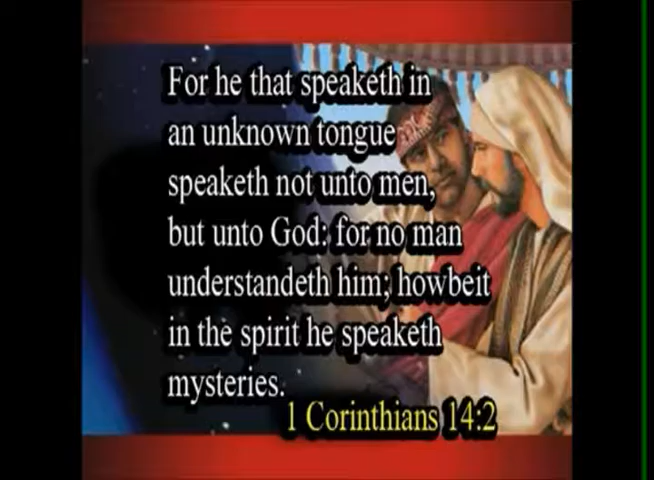 For he that speaketh in
an unknown tongue
speaketh not unto men,
but unto God: for no man
understandeth him; howbeit
in the spirit he speaketh
mysteries.
1 Corinthians 14:2